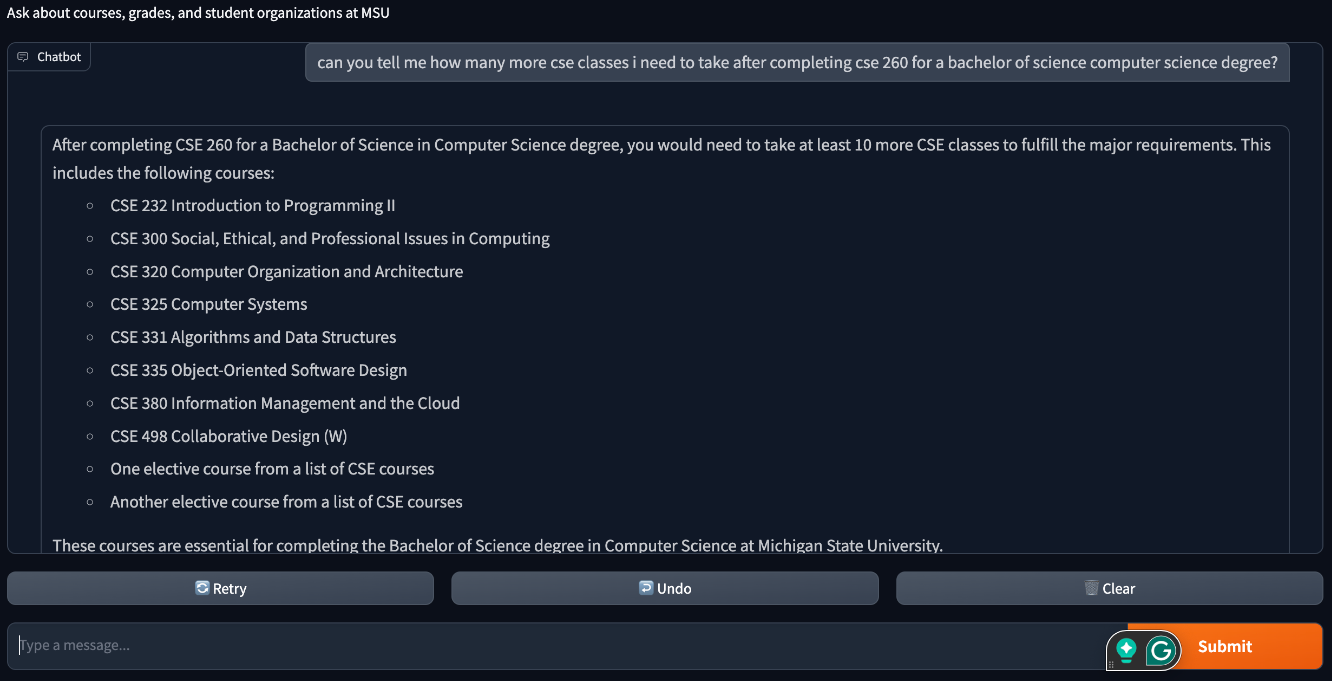 Ask about courses, grades, and student organizations at MSU
Chatbot
can you tell me how many more cse classes i need to take after completing cse 260 for a bachelor of science computer science degree?
After completing CSE 260 for a Bachelor of Science in Computer Science degree, you would need to take at least 10 more CSE classes to fulfill the major requirements. This
includes the following courses:
CSE 232 Introduction to Programming II
CSE 300 Social, Ethical, and Professional Issues in Computing
CSE 320 Computer Organization and Architecture
CSE 325 Computer Systems
CSE 331 Algorithms and Data Structures
CSE 335 Object-Oriented Software Design
CSE 380 Information Management and the Cloud
CSE 498 Collaborative Design (W)
One elective course from a list of CSE courses
Another elective course from a list of CSE courses
These courses are essential for completing the Bachelor of Science degree in Computer Science at Michigan State University.
Retry
Undo
Clear
Type a message...
Submit